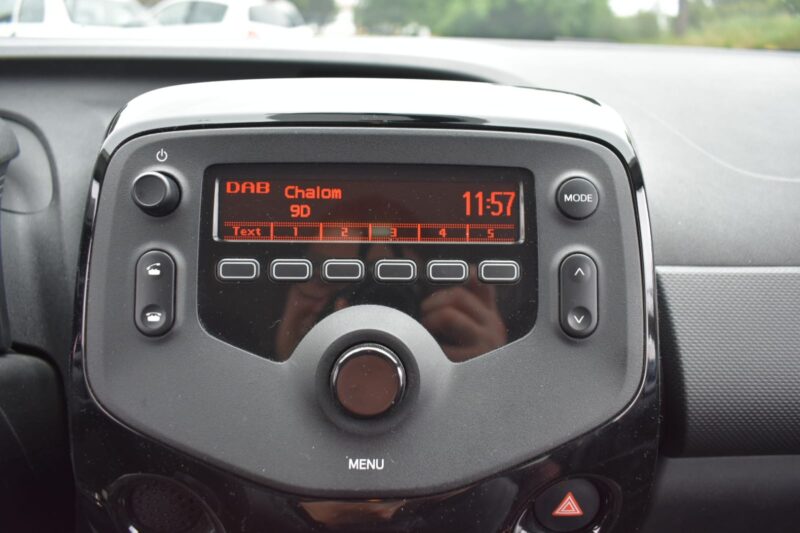 DAB Chalom 11:57
9D
Text 1 2 3 4 5
MODE
MENU